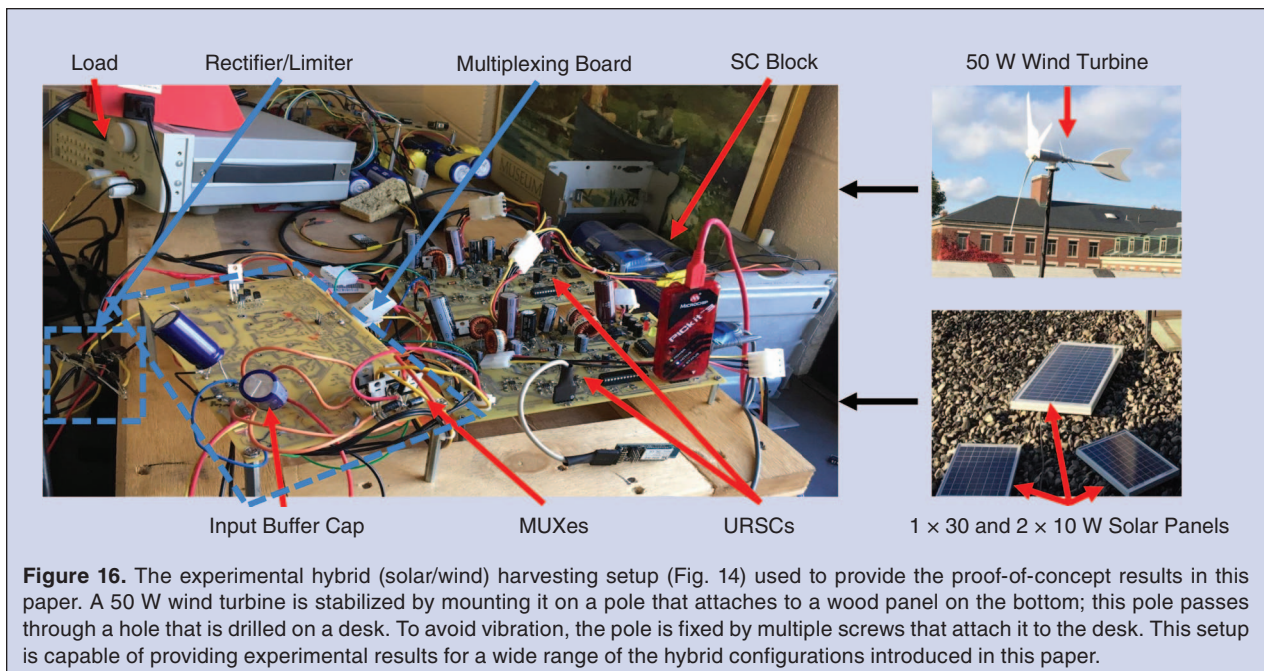 Load
Rectifier/Limiter
Multiplexing Board
SC Block
50 W Wind Turbine
MICROCHIP
PICkit 3
Input Buffer Cap
MUXes
URSCs
1 × 30 and 2 × 10 W Solar Panels
Figure 16. The experimental hybrid (solar/wind) harvesting setup (Fig. 14) used to provide the proof-of-concept results in this
paper. A 50 W wind turbine is stabilized by mounting it on a pole that attaches to a wood panel on the bottom; this pole passes
through a hole that is drilled on a desk. To avoid vibration, the pole is fixed by multiple screws that attach it to the desk. This setup
is capable of providing experimental results for a wide range of the hybrid configurations introduced in this paper.